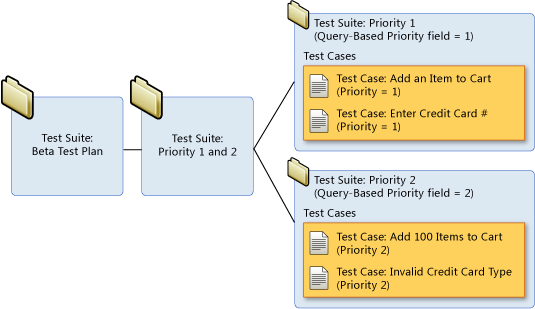 Test Suite:
Beta Test Plan
Test Suite:
Priority 1 and 2
Test Suite: Priority 1
(Query-Based Priority field = 1)
Test Cases
Test Case: Add an Item to Cart
(Priority = 1)
Test Case: Enter Credit Card #
(Priority = 1)
Test Suite: Priority 2
(Query-Based Priority field = 2)
Test Cases
Test Case: Add 100 Items to Cart
(Priority 2)
Test Case: Invalid Credit Card Type
(Priority 2)